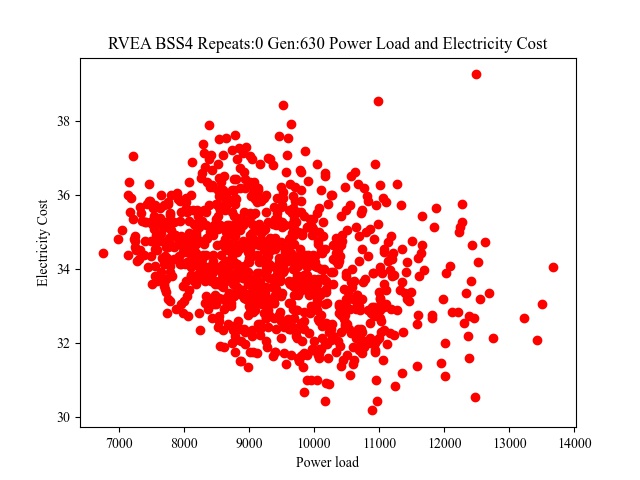 RVEA BSS4 Repeats:0 Gen:630 Power Load and Electricity Cost
38
36
34
32
30
Electricity Cost
7000 8000 9000 10000 11000 12000 13000 14000
Power load